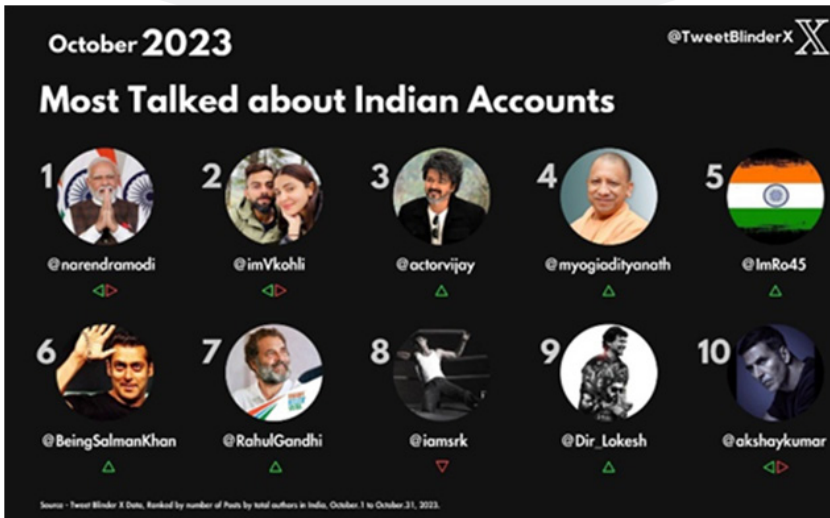 October 2023
@TweetBlinderX X
Most Talked about Indian Accounts
1 2 3 4 5
@narendramodi @imVkohli @actorvijay @myogiadityanath @ImRo45
6 7 8 9 10
@BeingSalmanKhan @RahulGandhi @iamsrk @Dir_Lokesh @akshaykumar
Source - Tweet Blinder X Data, Ranked by number of Posts by total authors in India, October.1 to October.31, 2023.